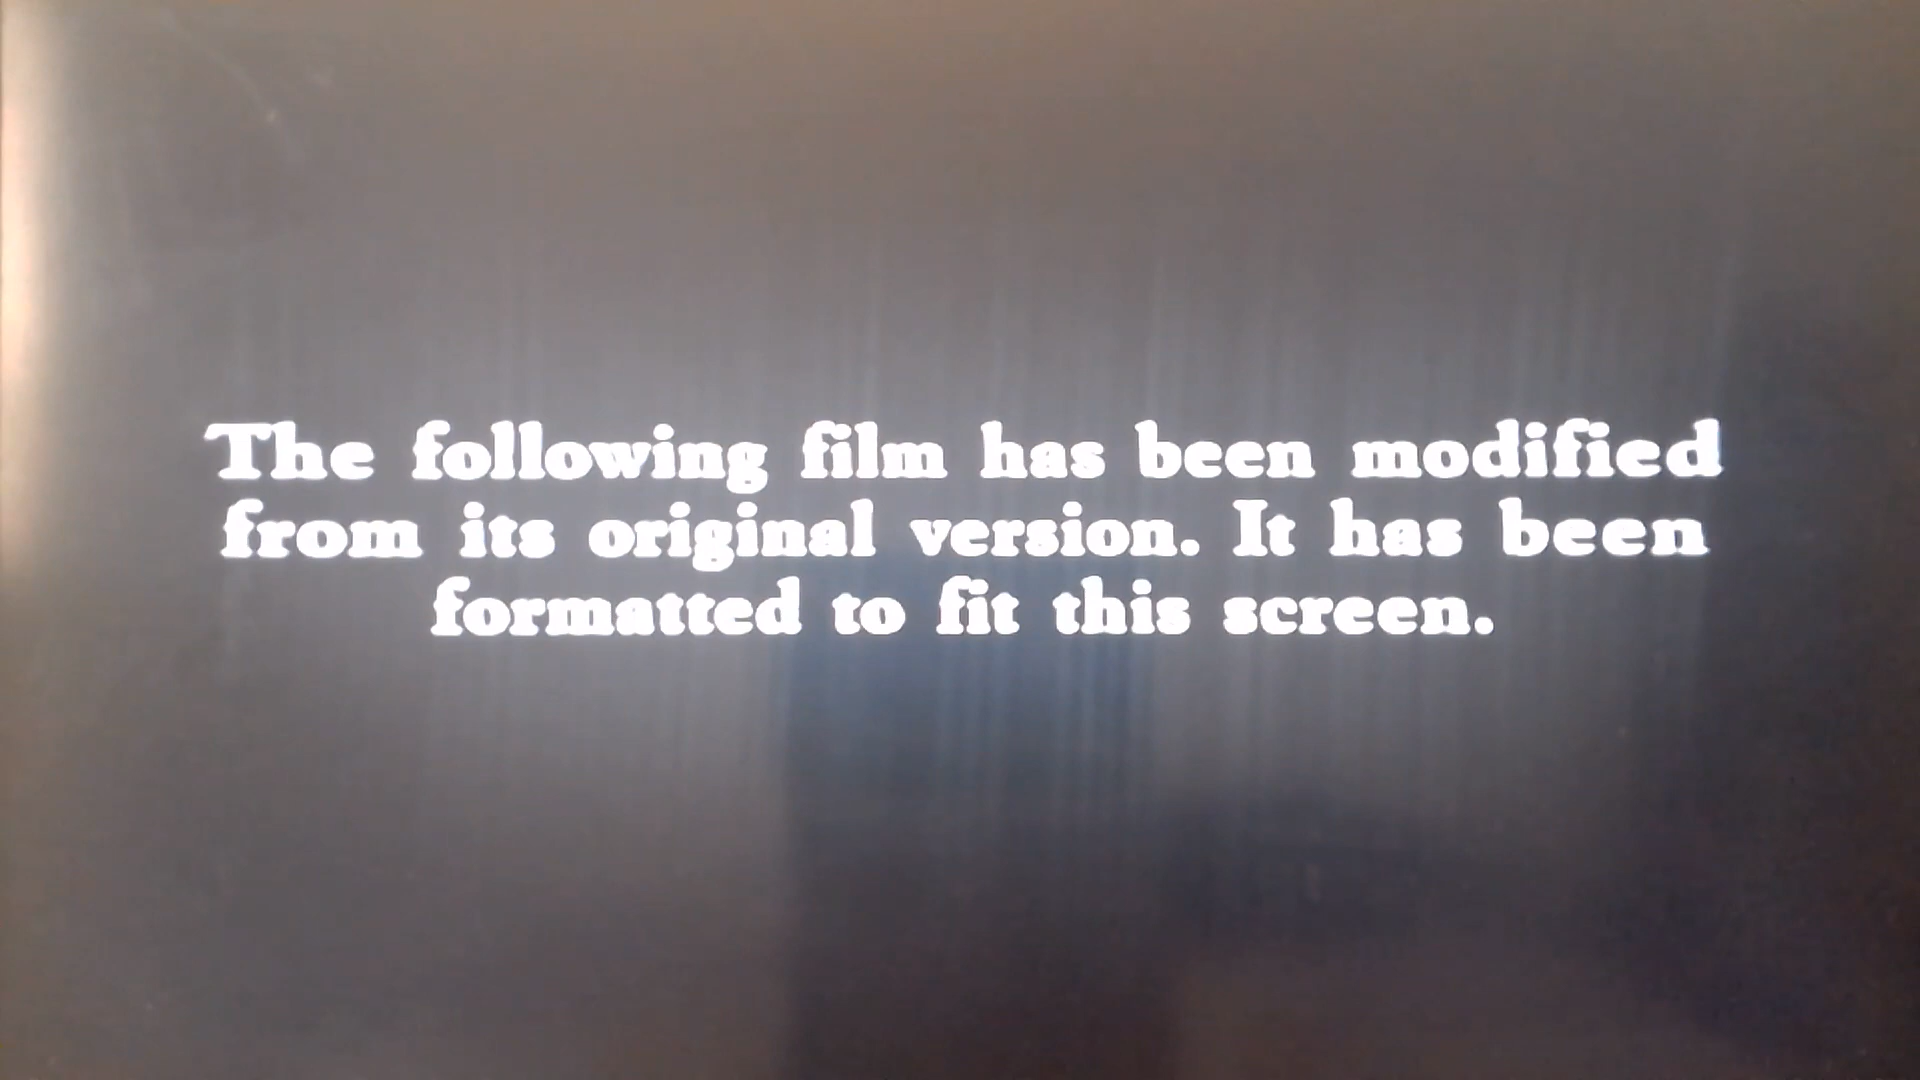 The following film has been modified
from its original version. It has been
formatted to fit this screen.